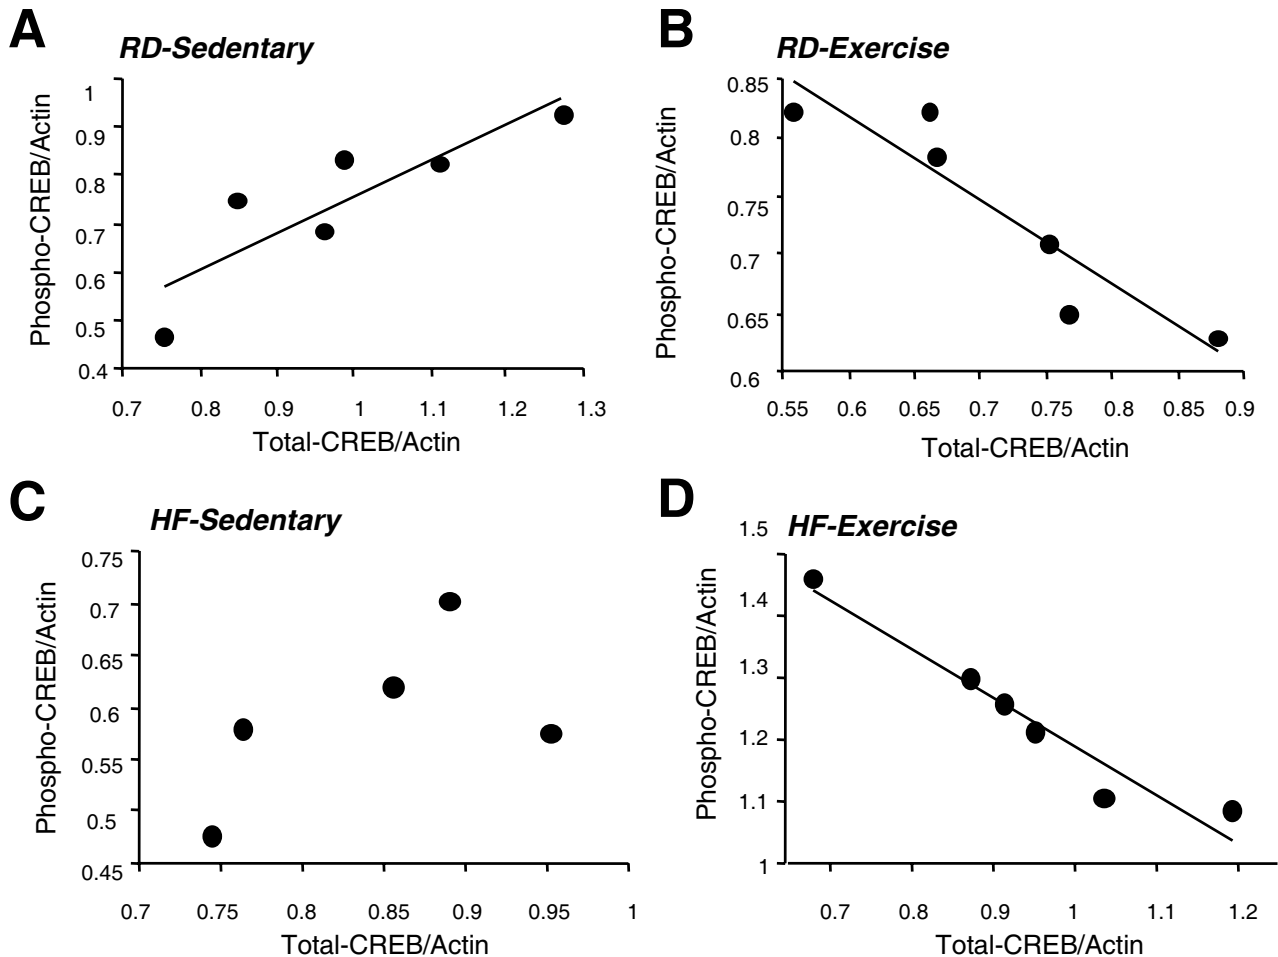 A
RD-Sedentary
Phospho-CREB/Actin
1
0.9
0.8
0.7
0.6
0.5
0.4
0.7 0.8 0.9 1 1.1 1.2 1.3
Total-CREB/Actin
B
RD-Exercise
Phospho-CREB/Actin
0.85
0.8
0.75
0.7
0.65
0.6
0.55 0.6 0.65 0.7 0.75 0.8 0.85 0.9
Total-CREB/Actin
C
HF-Sedentary
Phospho-CREB/Actin
0.75
0.7
0.65
0.6
0.55
0.5
0.45
0.7 0.75 0.8 0.85 0.9 0.95 1
Total-CREB/Actin
D
HF-Exercise
Phospho-CREB/Actin
1.5
1.4
1.3
1.2
1.1
1
0.7 0.8 0.9 1 1.1 1.2
Total-CREB/Actin